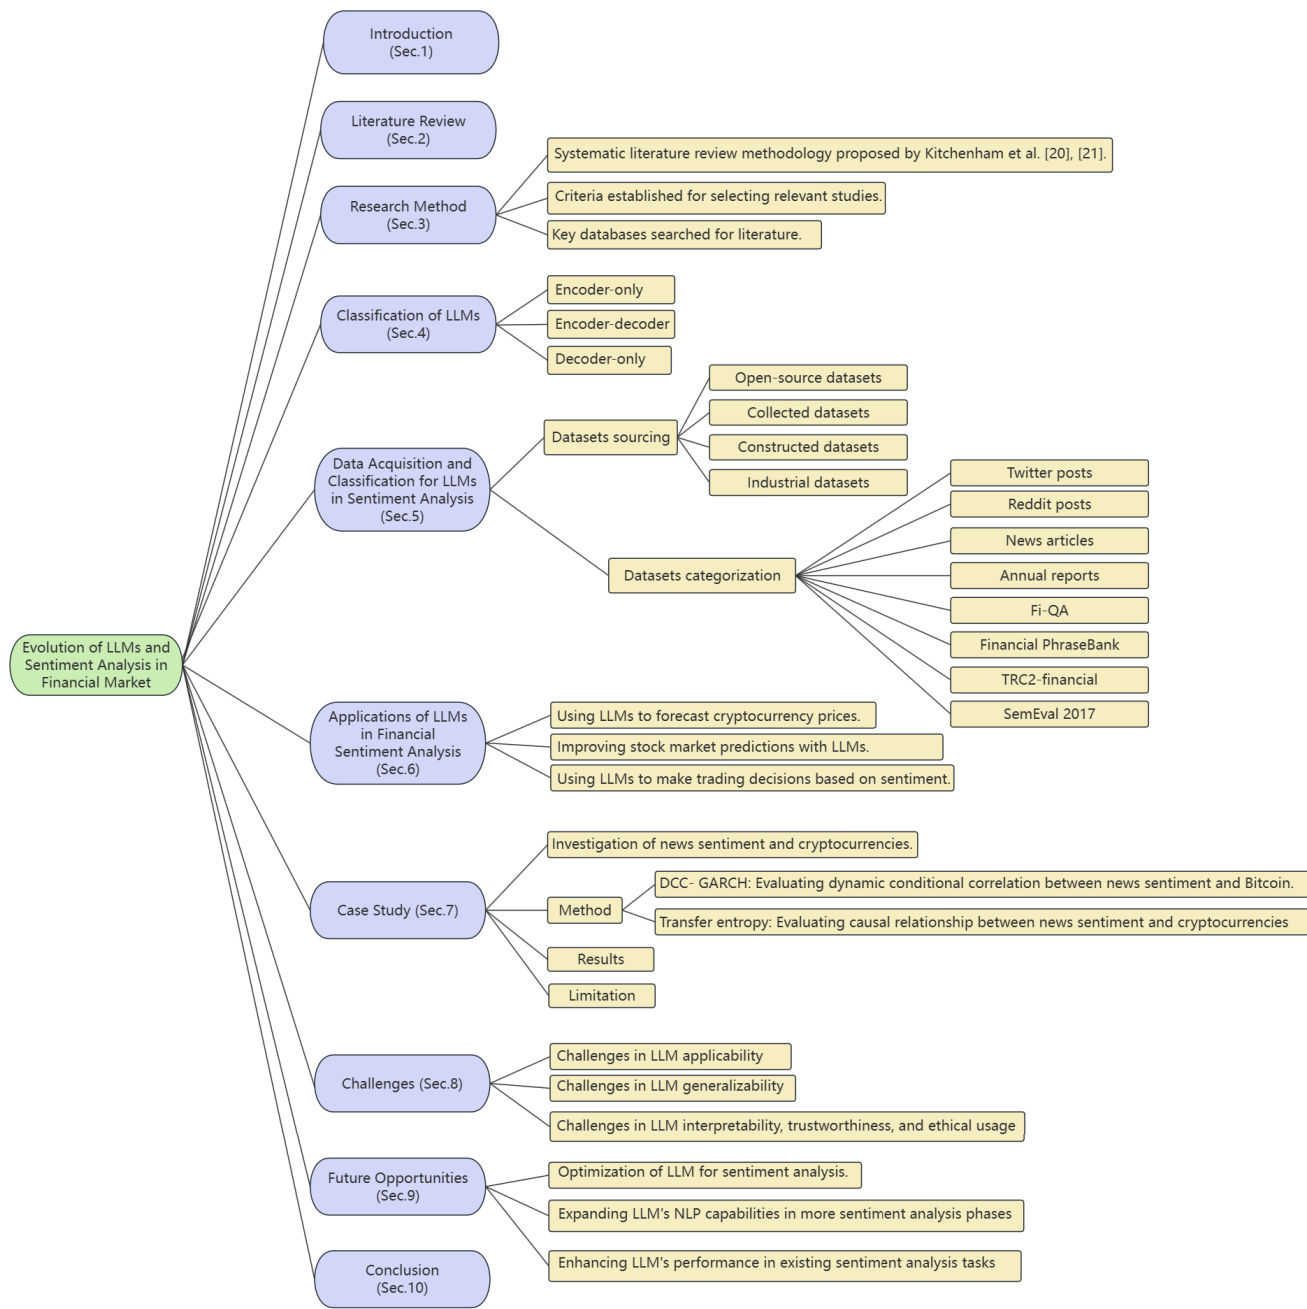 Introduction
(Sec.1)
Literature Review
(Sec.2)
Research Method
(Sec.3)
Systematic literature review methodology proposed by Kitchenham et al. [20], [21].
Criteria established for selecting relevant studies.
Key databases searched for literature.
Classification of LLMs
(Sec.4)
Encoder-only
Encoder-decoder
Decoder-only
Data Acquisition and
Classification for LLMs
in Sentiment Analysis
(Sec.5)
Datasets sourcing
Open-source datasets
Collected datasets
Constructed datasets
Industrial datasets
Datasets categorization
Twitter posts
Reddit posts
News articles
Annual reports
Fi-QA
Financial PhraseBank
TRC2-financial
SemEval 2017
Evolution of LLMs and
Sentiment Analysis in
Financial Market
Applications of LLMs
in Financial
Sentiment Analysis
(Sec.6)
Using LLMs to forecast cryptocurrency prices.
Improving stock market predictions with LLMs.
Using LLMs to make trading decisions based on sentiment.
Case Study (Sec.7)
Investigation of news sentiment and cryptocurrencies.
Method
DCC- GARCH: Evaluating dynamic conditional correlation between news sentiment and Bitcoin.
Transfer entropy: Evaluating causal relationship between news sentiment and cryptocurrencies
Results
Limitation
Challenges (Sec.8)
Challenges in LLM applicability
Challenges in LLM generalizability
Challenges in LLM interpretability, trustworthiness, and ethical usage
Future Opportunities
(Sec.9)
Optimization of LLM for sentiment analysis.
Expanding LLM's NLP capabilities in more sentiment analysis phases
Enhancing LLM's performance in existing sentiment analysis tasks
Conclusion
(Sec.10)